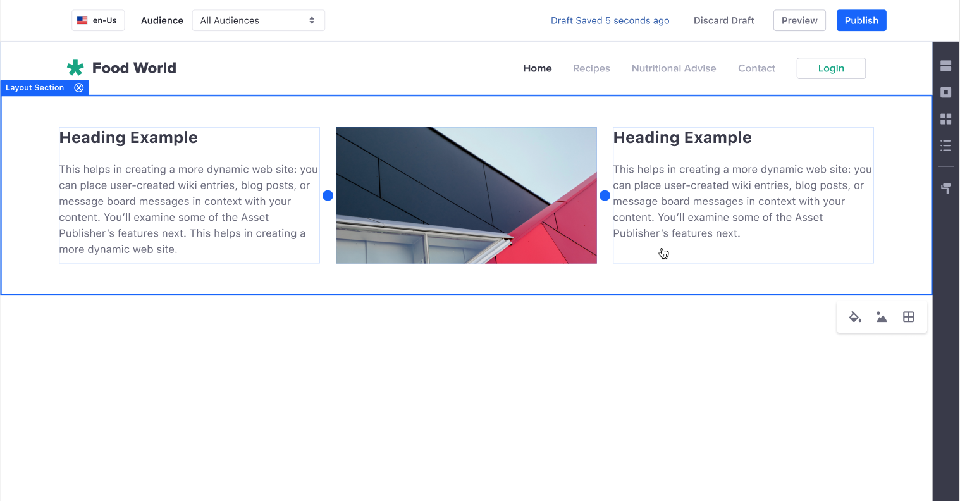 en-Us Audience All Audiences Draft Saved 5 seconds ago Discard Draft Preview Publish
Food World Home Recipes Nutritional Advise Contact Login
Layout Section
Heading Example
This helps in creating a more dynamic web site: you
can place user-created wiki entries, blog posts, or
message board messages in context with your
content. You’ll examine some of the Asset
Publisher’s features next. This helps in creating a
more dynamic web site.
Heading Example
This helps in creating a more dynamic web site: you
can place user-created wiki entries, blog posts, or
message board messages in context with your
content. You’ll examine some of the Asset
Publisher’s features next.